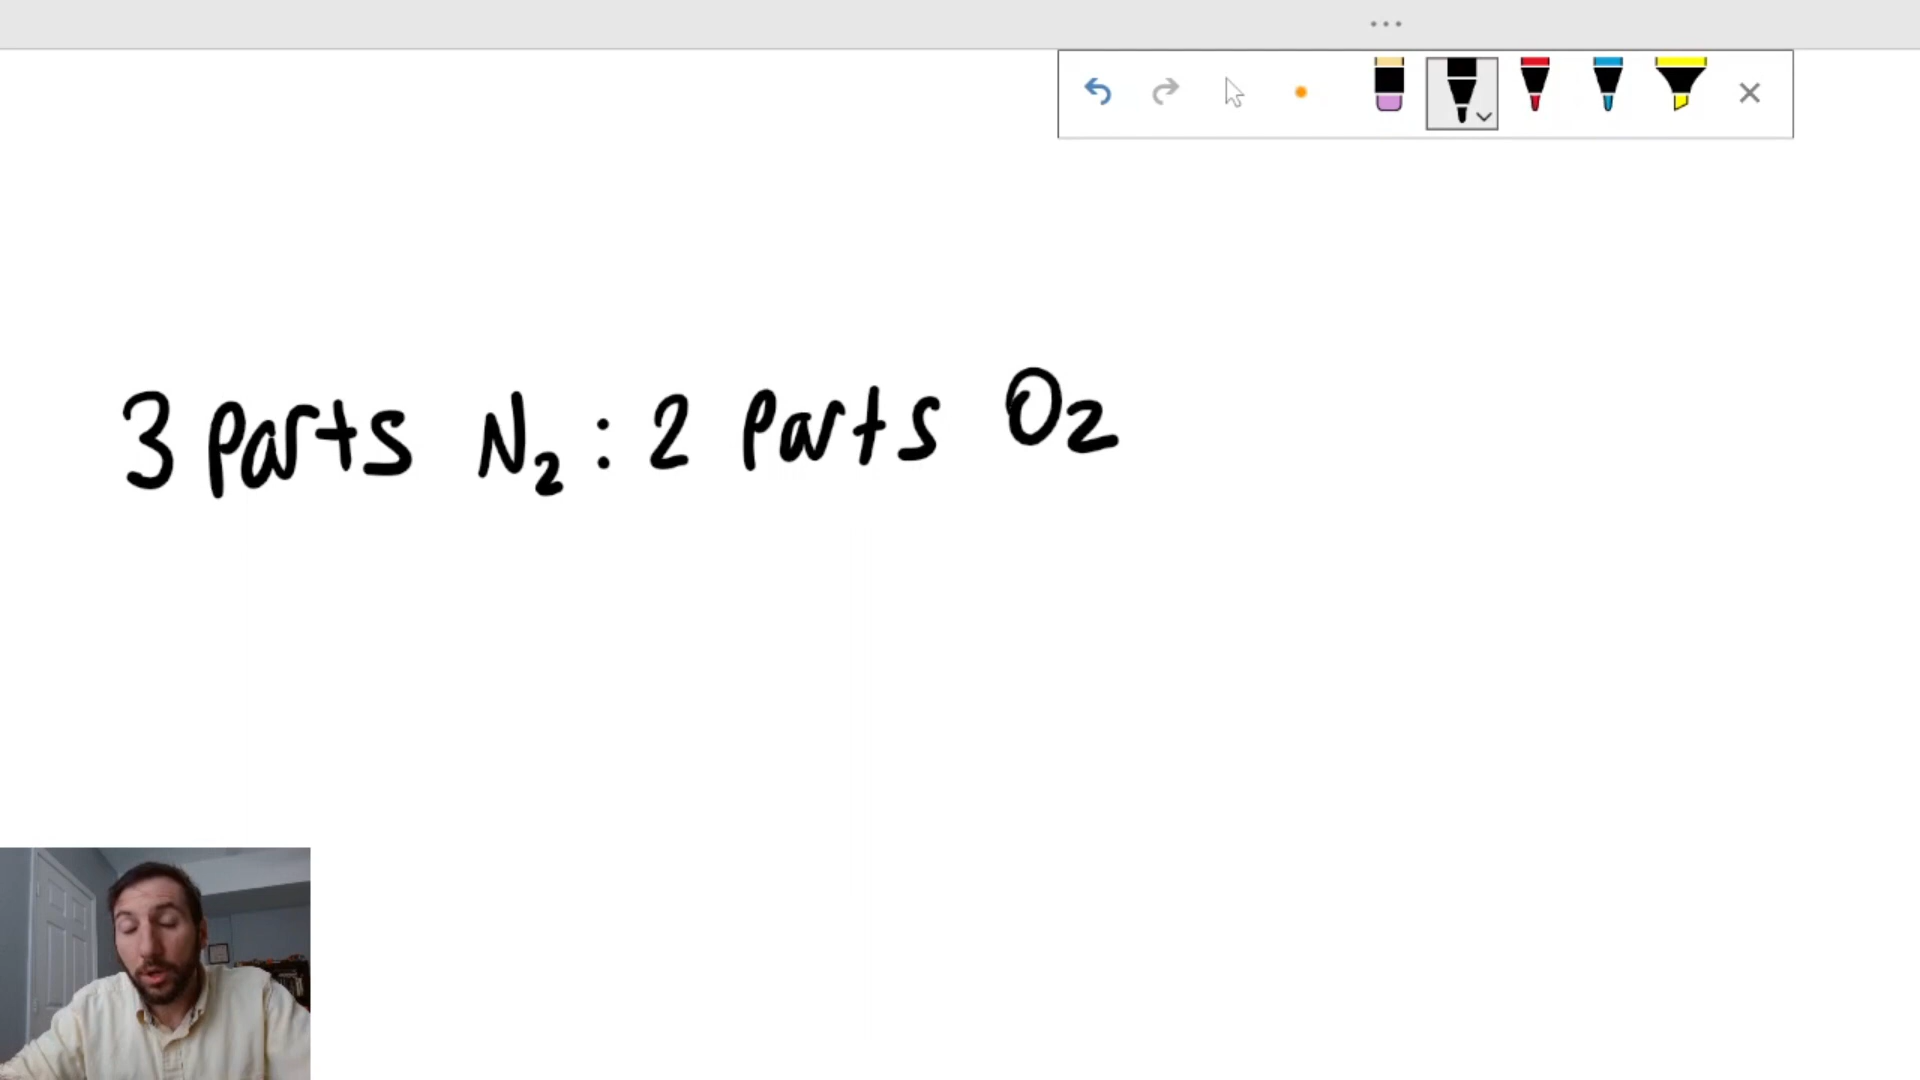 3 parts N₂ : 2 parts O₂